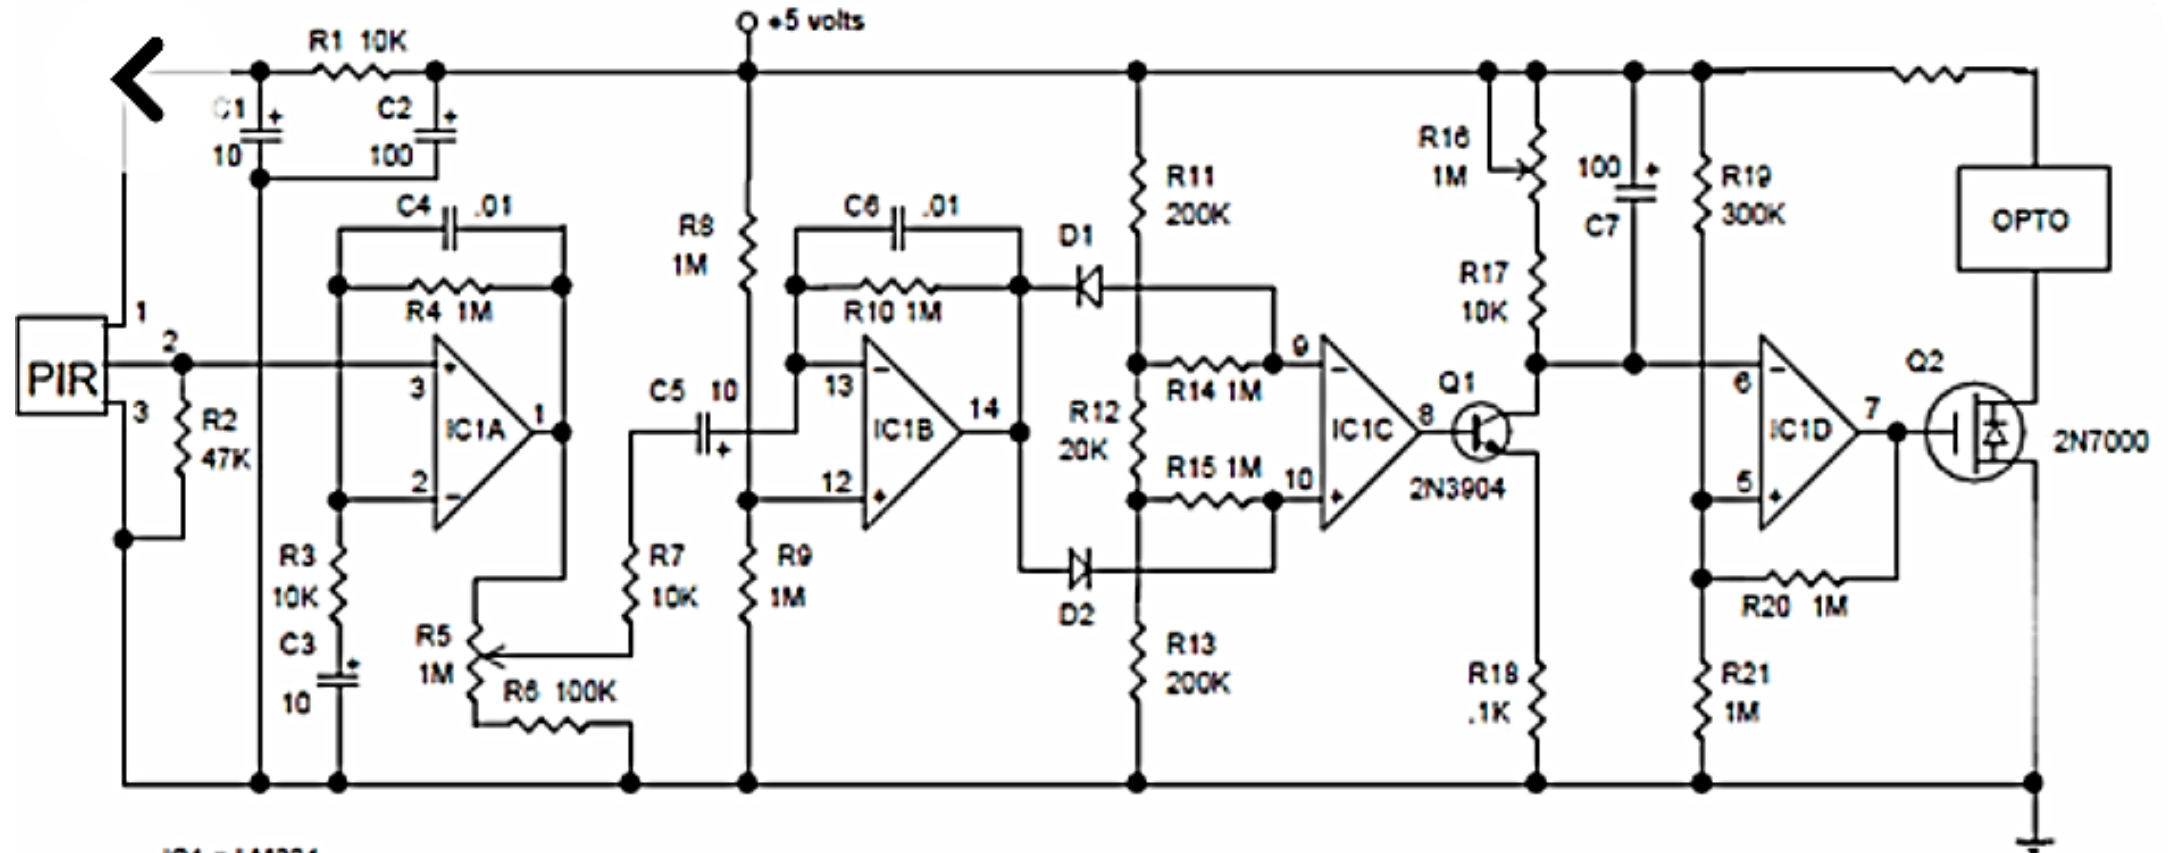 +5 volts
R1 10K
C1
10
C2
100
C4 .01
R4 1M
PIR
1
2
3
R2
47K
3
2
1
IC1A
R3
10K
C3
10
R5
1M
R6 100K
R7
10K
C5 10
R8
1M
R9
1M
C6 .01
R10 1M
13
12
14
IC1B
D1
D2
R11
200K
R12
20K
R13
200K
R14 1M
R15 1M
9
10
8
IC1C
Q1
2N3904
R16
1M
R17
10K
R18
.1K
100
C7
R19
300K
6
5
7
IC1D
R20 1M
R21
1M
OPTO
Q2
2N7000